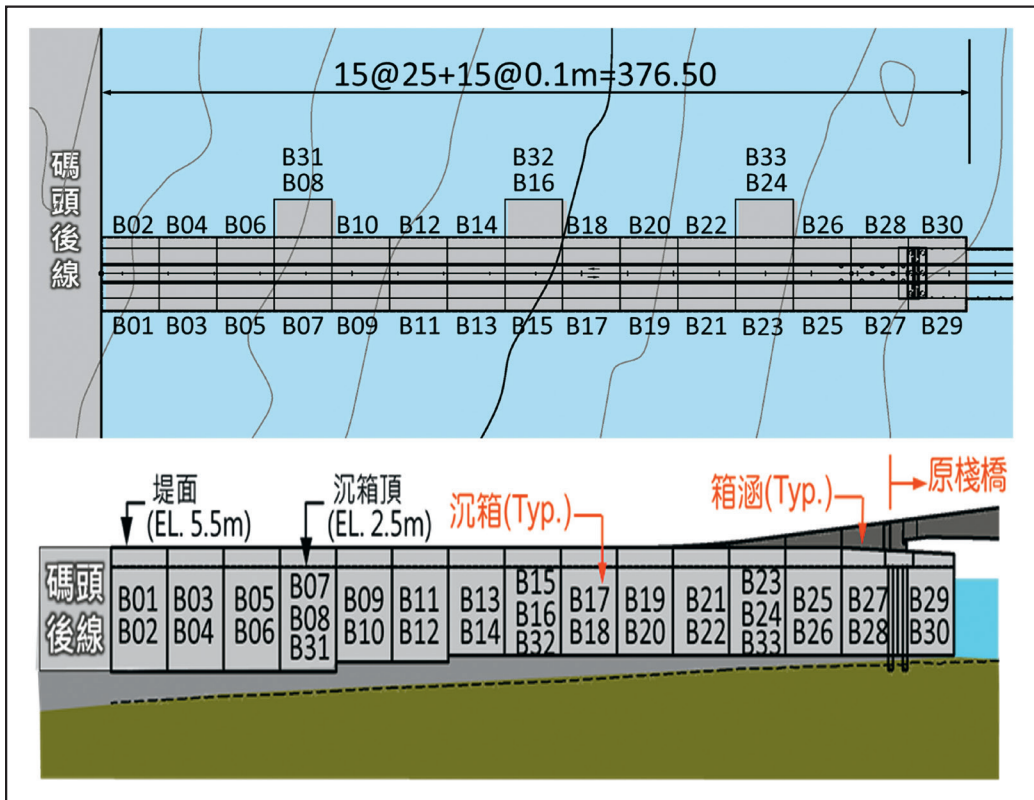 15@25+15@0.1m=376.50
碼頭後線
B31
B08
B32
B16
B33
B24
B02 B04 B06 B10 B12 B14 B18 B20 B22 B26 B28 B30
B01 B03 B05 B07 B09 B11 B13 B15 B17 B19 B21 B23 B25 B27 B29
堤面
(EL. 5.5m)
沉箱頂
(EL. 2.5m)
沉箱(Typ.)
箱涵(Typ.)
原棧橋
碼頭
後線
B01
B02
B03
B04
B05
B06
B07
B08
B31
B09
B10
B11
B12
B13
B14
B15
B16
B32
B17
B18
B19
B20
B21
B22
B23
B24
B33
B25
B26
B27
B28
B29
B30